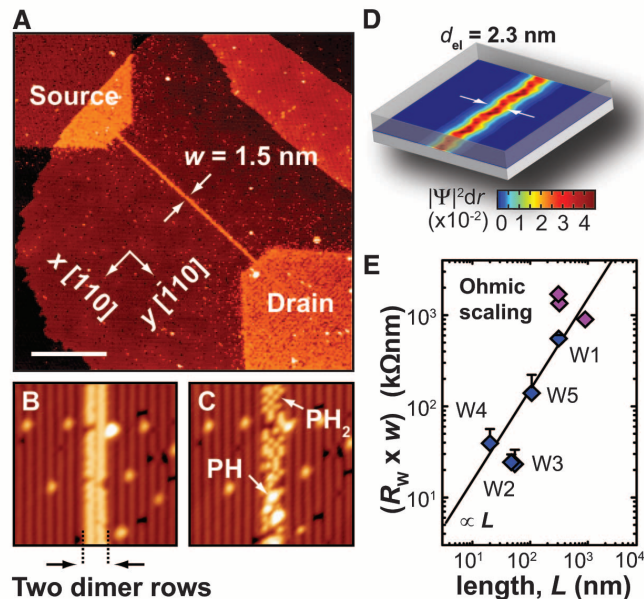 A
Source
w = 1.5 nm
x [110]
y [110]
Drain
B
C
PH2
PH
Two dimer rows
D
del = 2.3 nm
|Ψ|²dr
(x10-2)
0 1 2 3 4
E
Ohmic
scaling
(Rw x w) (kΩnm)
10³
10²
10¹
W1
W5
W4
W3
W2
∝ L
10¹ 10² 10³ 10⁴
length, L (nm)